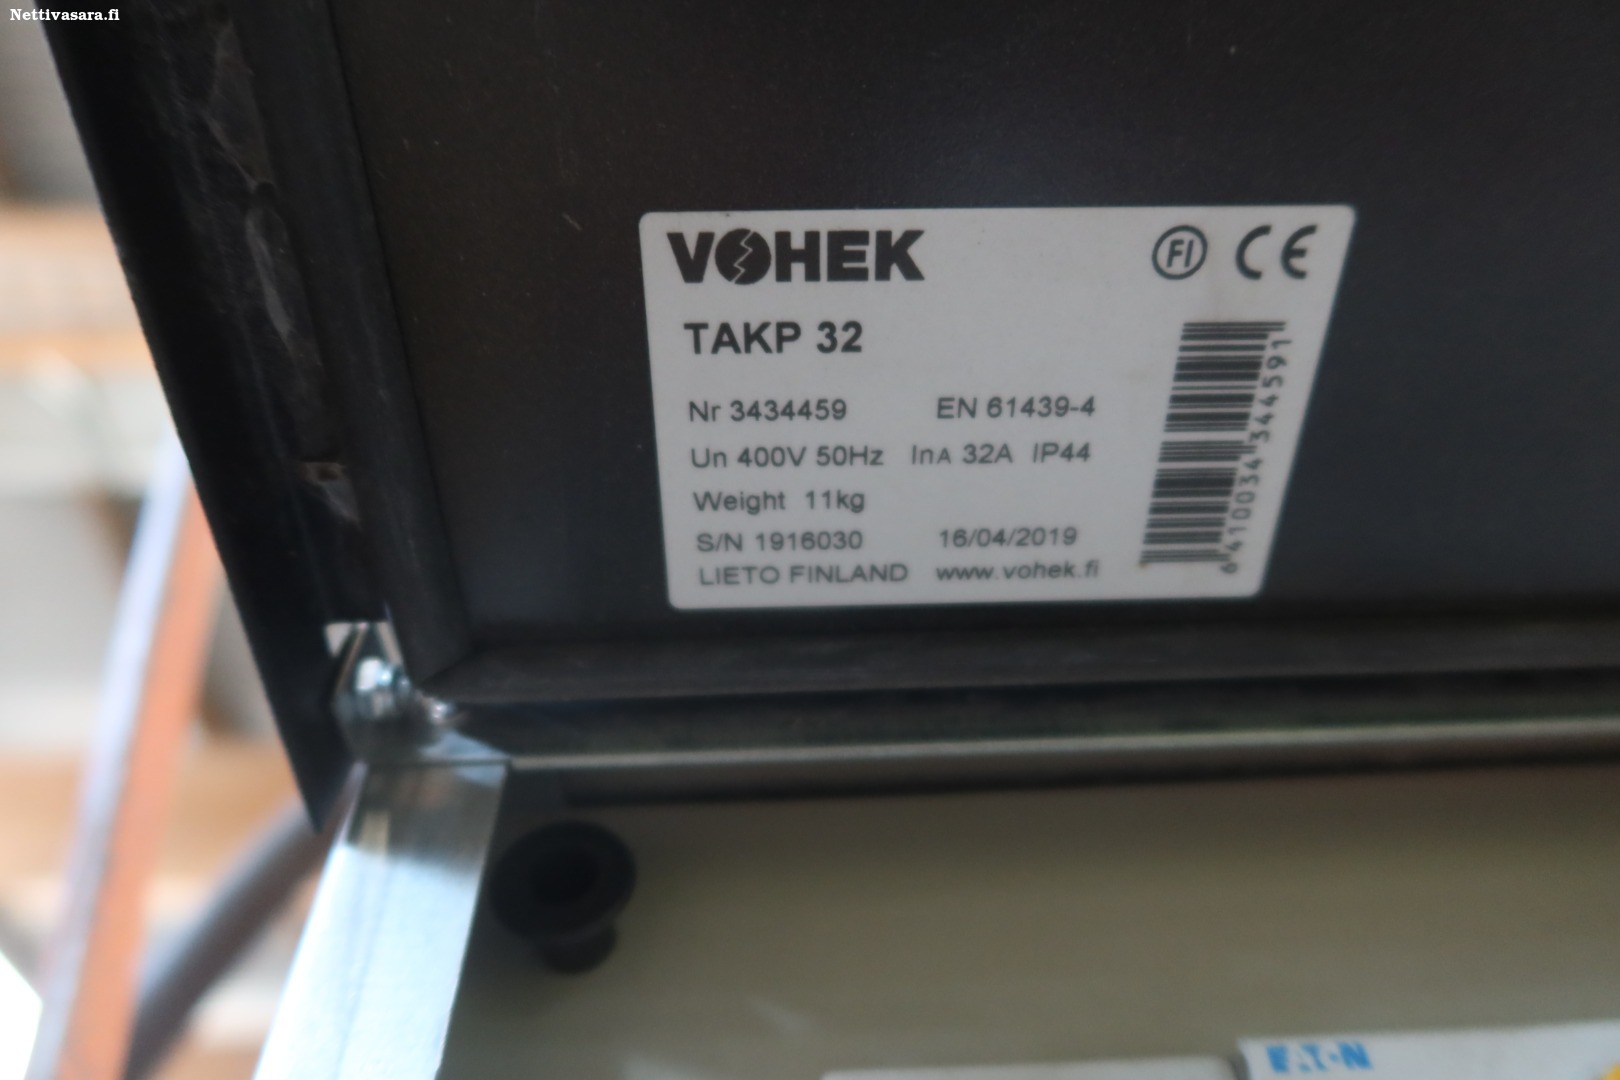 Nettivasara.fi
VOHEK
FI CE
TAKP 32
Nr 3434459 EN 61439-4
Un 400V 50Hz InA 32A IP44
Weight 11kg
S/N 1916030 16/04/2019
LIETO FINLAND www.vohek.fi
6410034344591
EATON